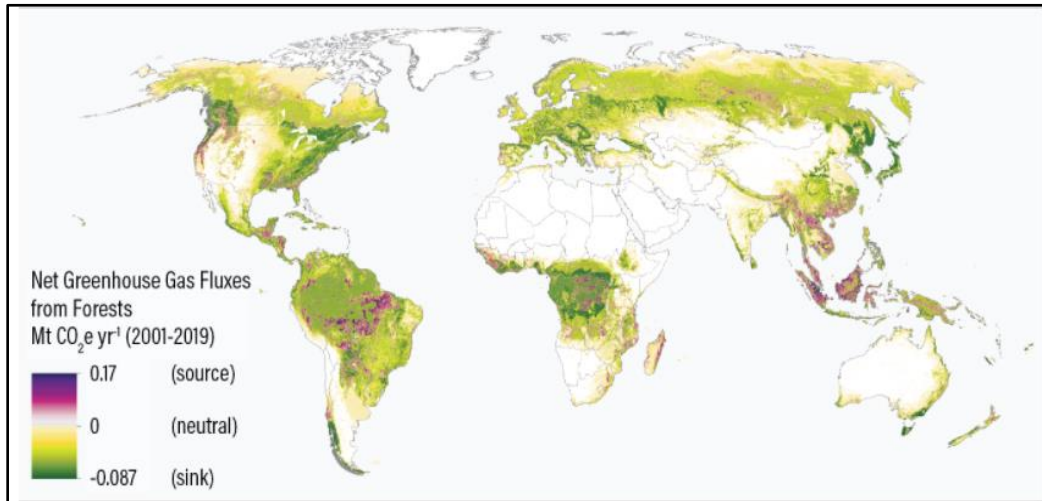 Net Greenhouse Gas Fluxes
from Forests
Mt CO₂e yr⁻¹ (2001-2019)
0.17 (source)
0 (neutral)
-0.087 (sink)